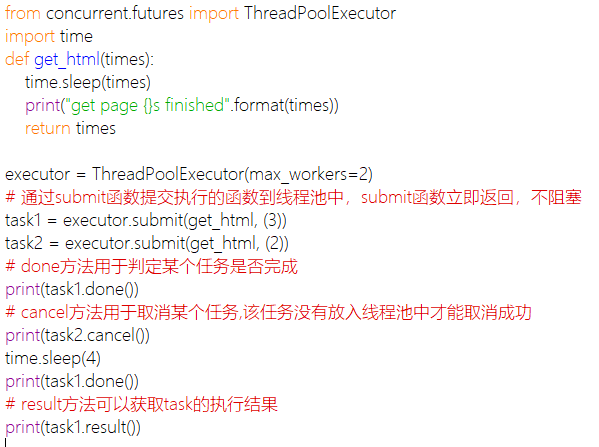 from concurrent.futures import ThreadPoolExecutor
import time
def get_html(times):
    time.sleep(times)
    print("get page {}s finished".format(times))
    return times

executor = ThreadPoolExecutor(max_workers=2)
# 通过submit函数提交执行的函数到线程池中，submit函数立即返回，不阻塞
task1 = executor.submit(get_html, (3))
task2 = executor.submit(get_html, (2))
# done方法用于判定某个任务是否完成
print(task1.done())
# cancel方法用于取消某个任务,该任务没有放入线程池中才能取消成功
print(task2.cancel())
time.sleep(4)
print(task1.done())
# result方法可以获取task的执行结果
print(task1.result())